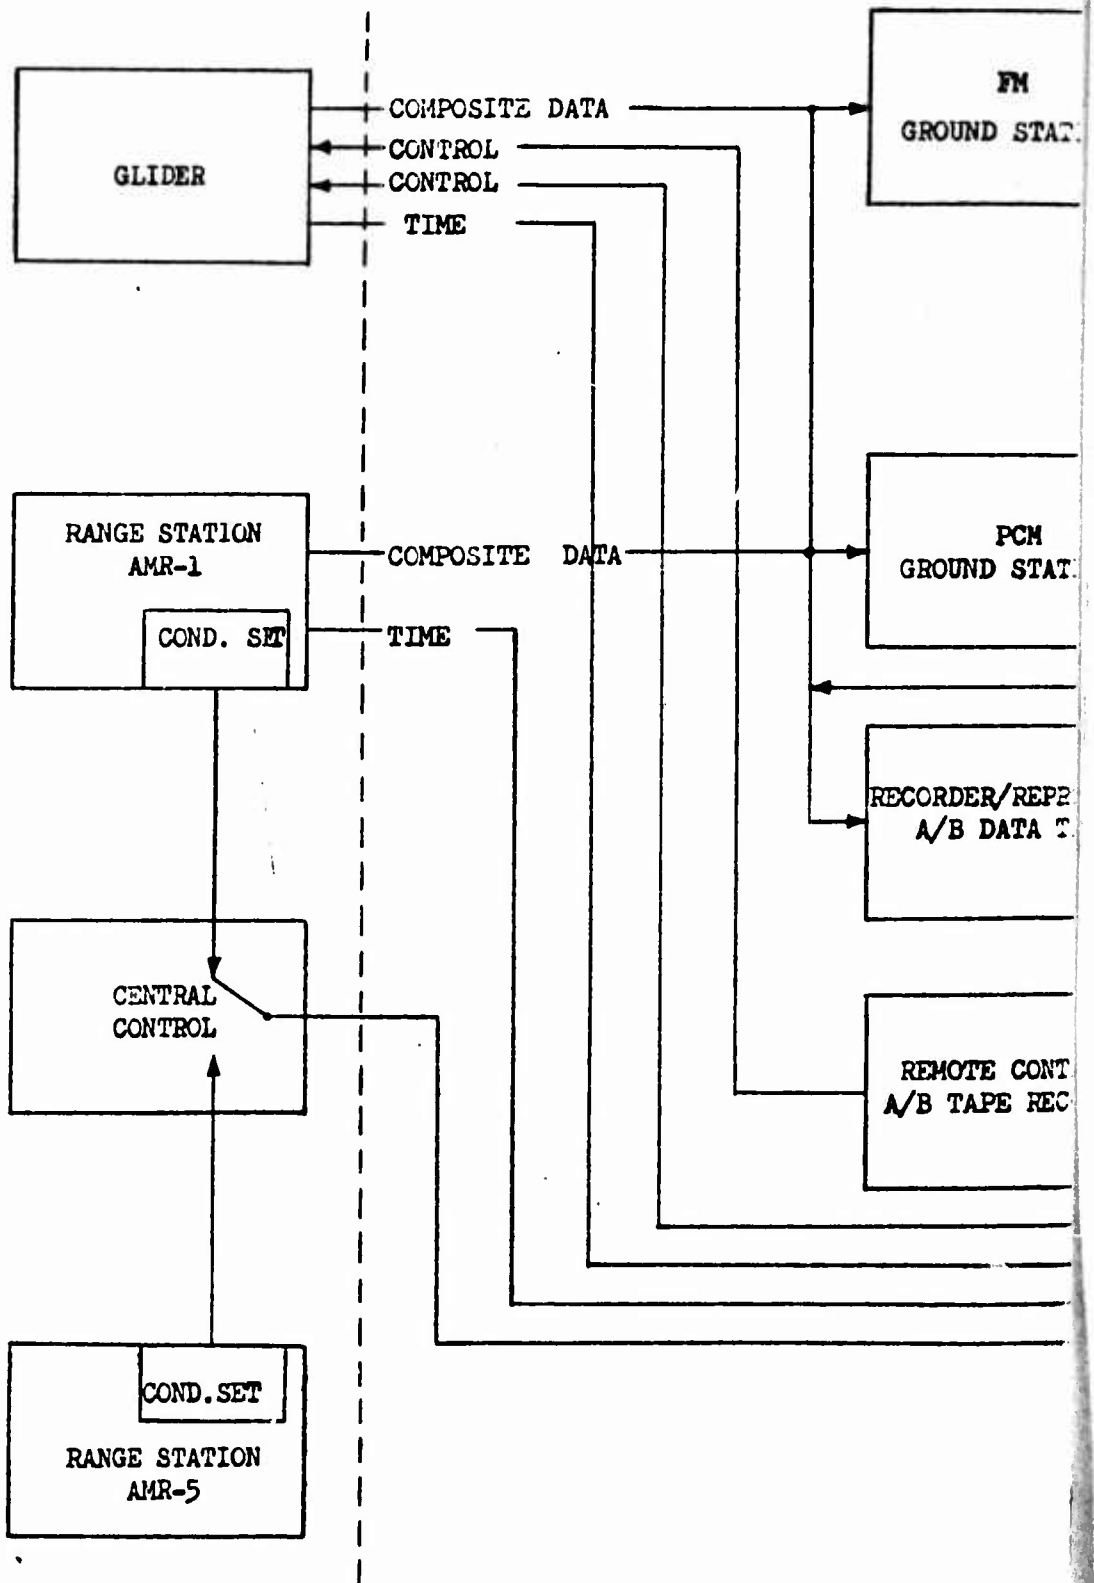 GLIDER
COMPOSITE DATA
CONTROL
CONTROL
TIME
FM
GROUND STAT
RANGE STATION
AMR-1
COND. SET
COMPOSITE DATA
TIME
PCM
GROUND STAT
RECORDER/REPR
A/B DATA T
CENTRAL
CONTROL
REMOTE CONT
A/B TAPE REC
COND.SET
RANGE STATION
AMR-5